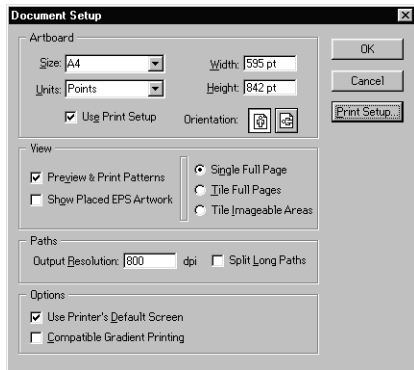 Document Setup
Artboard
Size: A4
Width: 595 pt
Units: Points
Height: 842 pt
Use Print Setup
Orientation:
OK
Cancel
Print Setup...
View
Preview & Print Patterns
Show Placed EPS Artwork
Single Full Page
Tile Full Pages
Tile Imageable Areas
Paths
Output Resolution: 800 dpi
Split Long Paths
Options
Use Printer's Default Screen
Compatible Gradient Printing